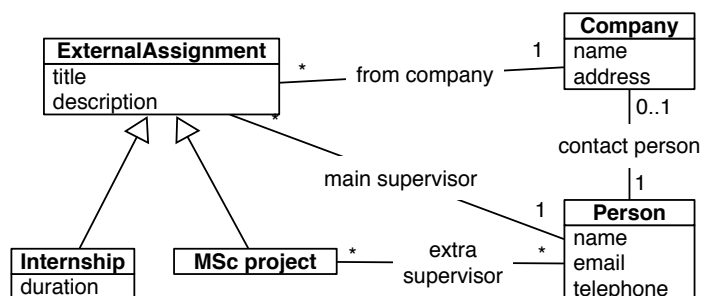 ExternalAssignment
title
description
*
from company
1
Company
name
address
0..1
contact person
1
*
main supervisor
1
Person
name
email
telephone
Internship
duration
MSc project
*
extra
supervisor
*